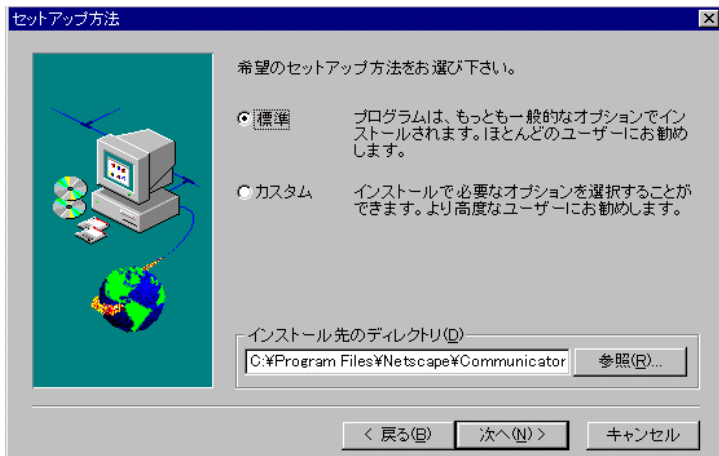 セットアップ方法
希望のセットアップ方法をお選び下さい。
標準
プログラムは、もっとも一般的なオプションでイン
ストールされます。ほとんどのユーザーにお勧め
します。
カスタム
インストールで必要なオプションを選択することが
できます。より高度なユーザーにお勧めします。
インストール先のディレクトリ(D)
C:¥Program Files¥Netscape¥Communicator
参照(R)...
< 戻る(B)
次へ(N) >
キャンセル